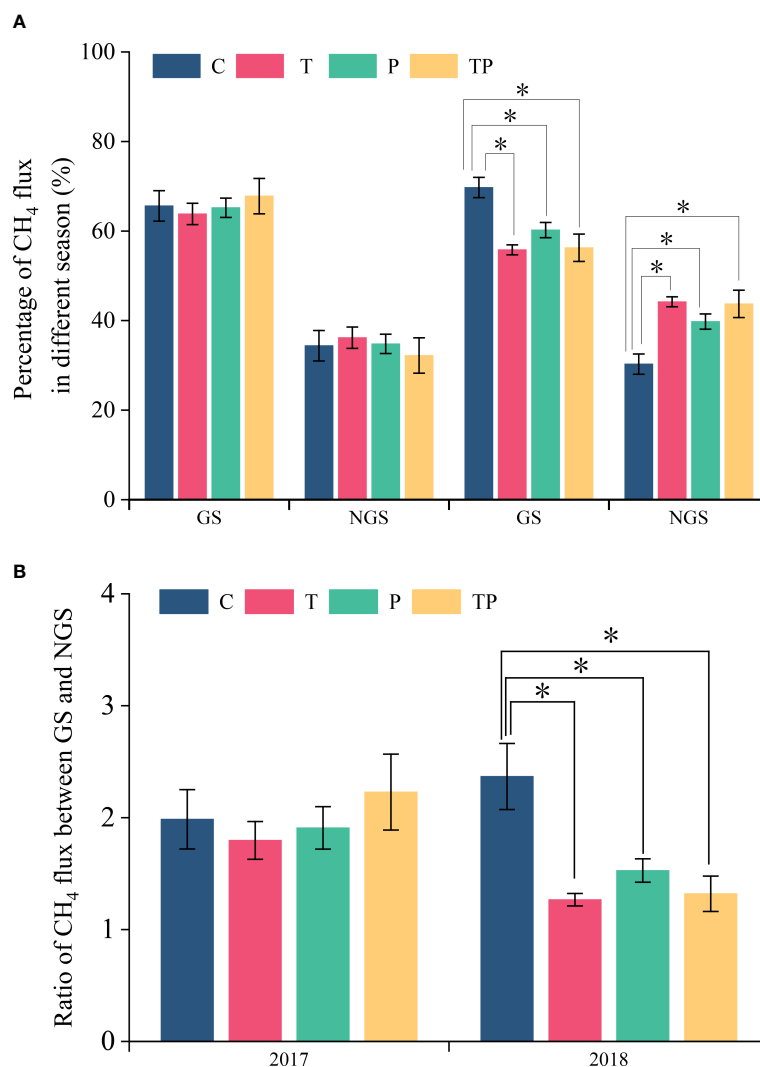 A
C T P TP
Percentage of CH4 flux
in different season (%)
100
80
60
40
20
0
* * *
* * *
GS NGS GS NGS
B
C T P TP
Ratio of CH4 flux between GS and NGS
4
3
2
1
0
* * *
2017 2018